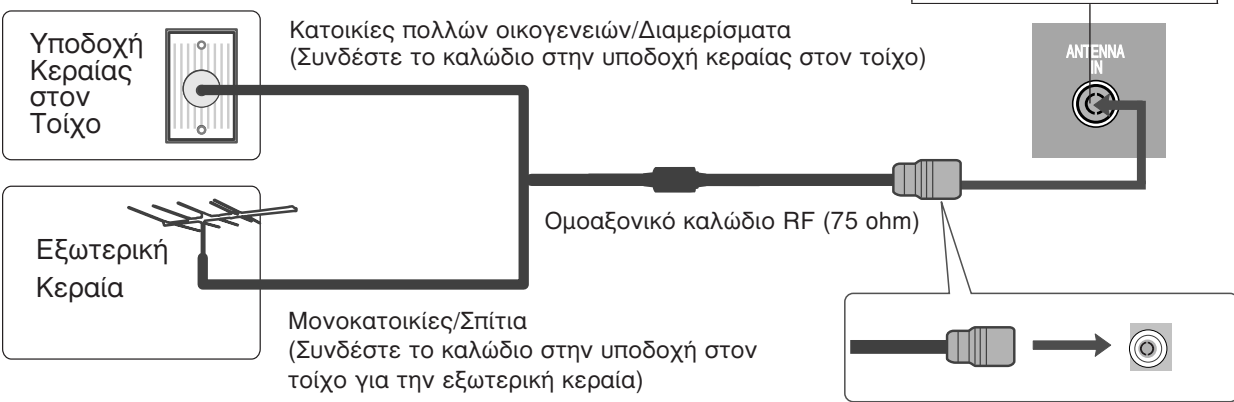 Υποδοχή
Κεραίας
στον
Τοίχο
Κατοικίες πολλών οικογενειών/Διαμερίσματα
(Συνδέστε το καλώδιο στην υποδοχή κεραίας στον τοίχο)
ANTENNA
IN
Ομοαξονικό καλώδιο RF (75 ohm)
Εξωτερική
Κεραία
Μονοκατοικίες/Σπίτια
(Συνδέστε το καλώδιο στην υποδοχή στον
τοίχο για την εξωτερική κεραία)